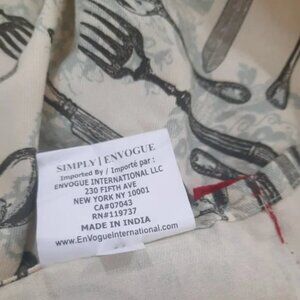 SIMPLY | ENVOGUE
Imported By / Importé par :
ENVOGUE INTERNATIONAL LLC
230 FIFTH AVE
NEW YORK NY 10001
CA#07043
RN#119737
MADE IN INDIA
www.EnVogueInternational.com